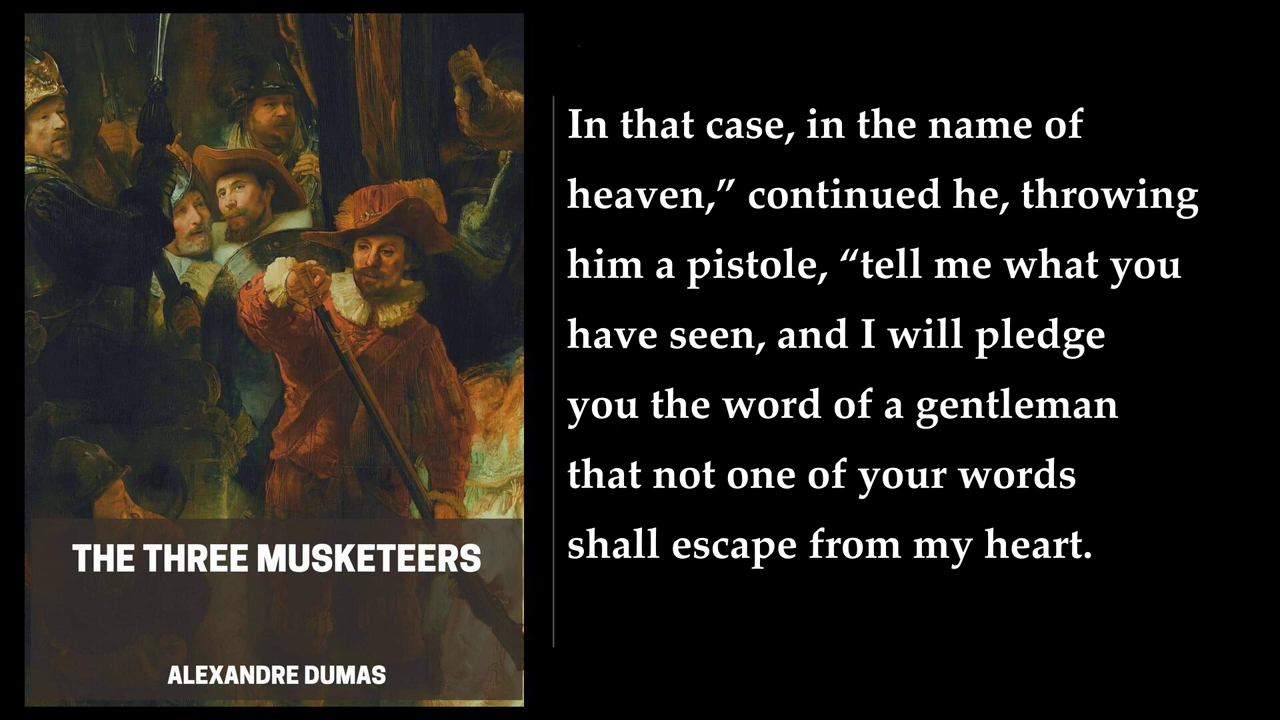 THE THREE MUSKETEERS
ALEXANDRE DUMAS
In that case, in the name of
heaven,” continued he, throwing
him a pistole, “tell me what you
have seen, and I will pledge
you the word of a gentleman
that not one of your words
shall escape from my heart.